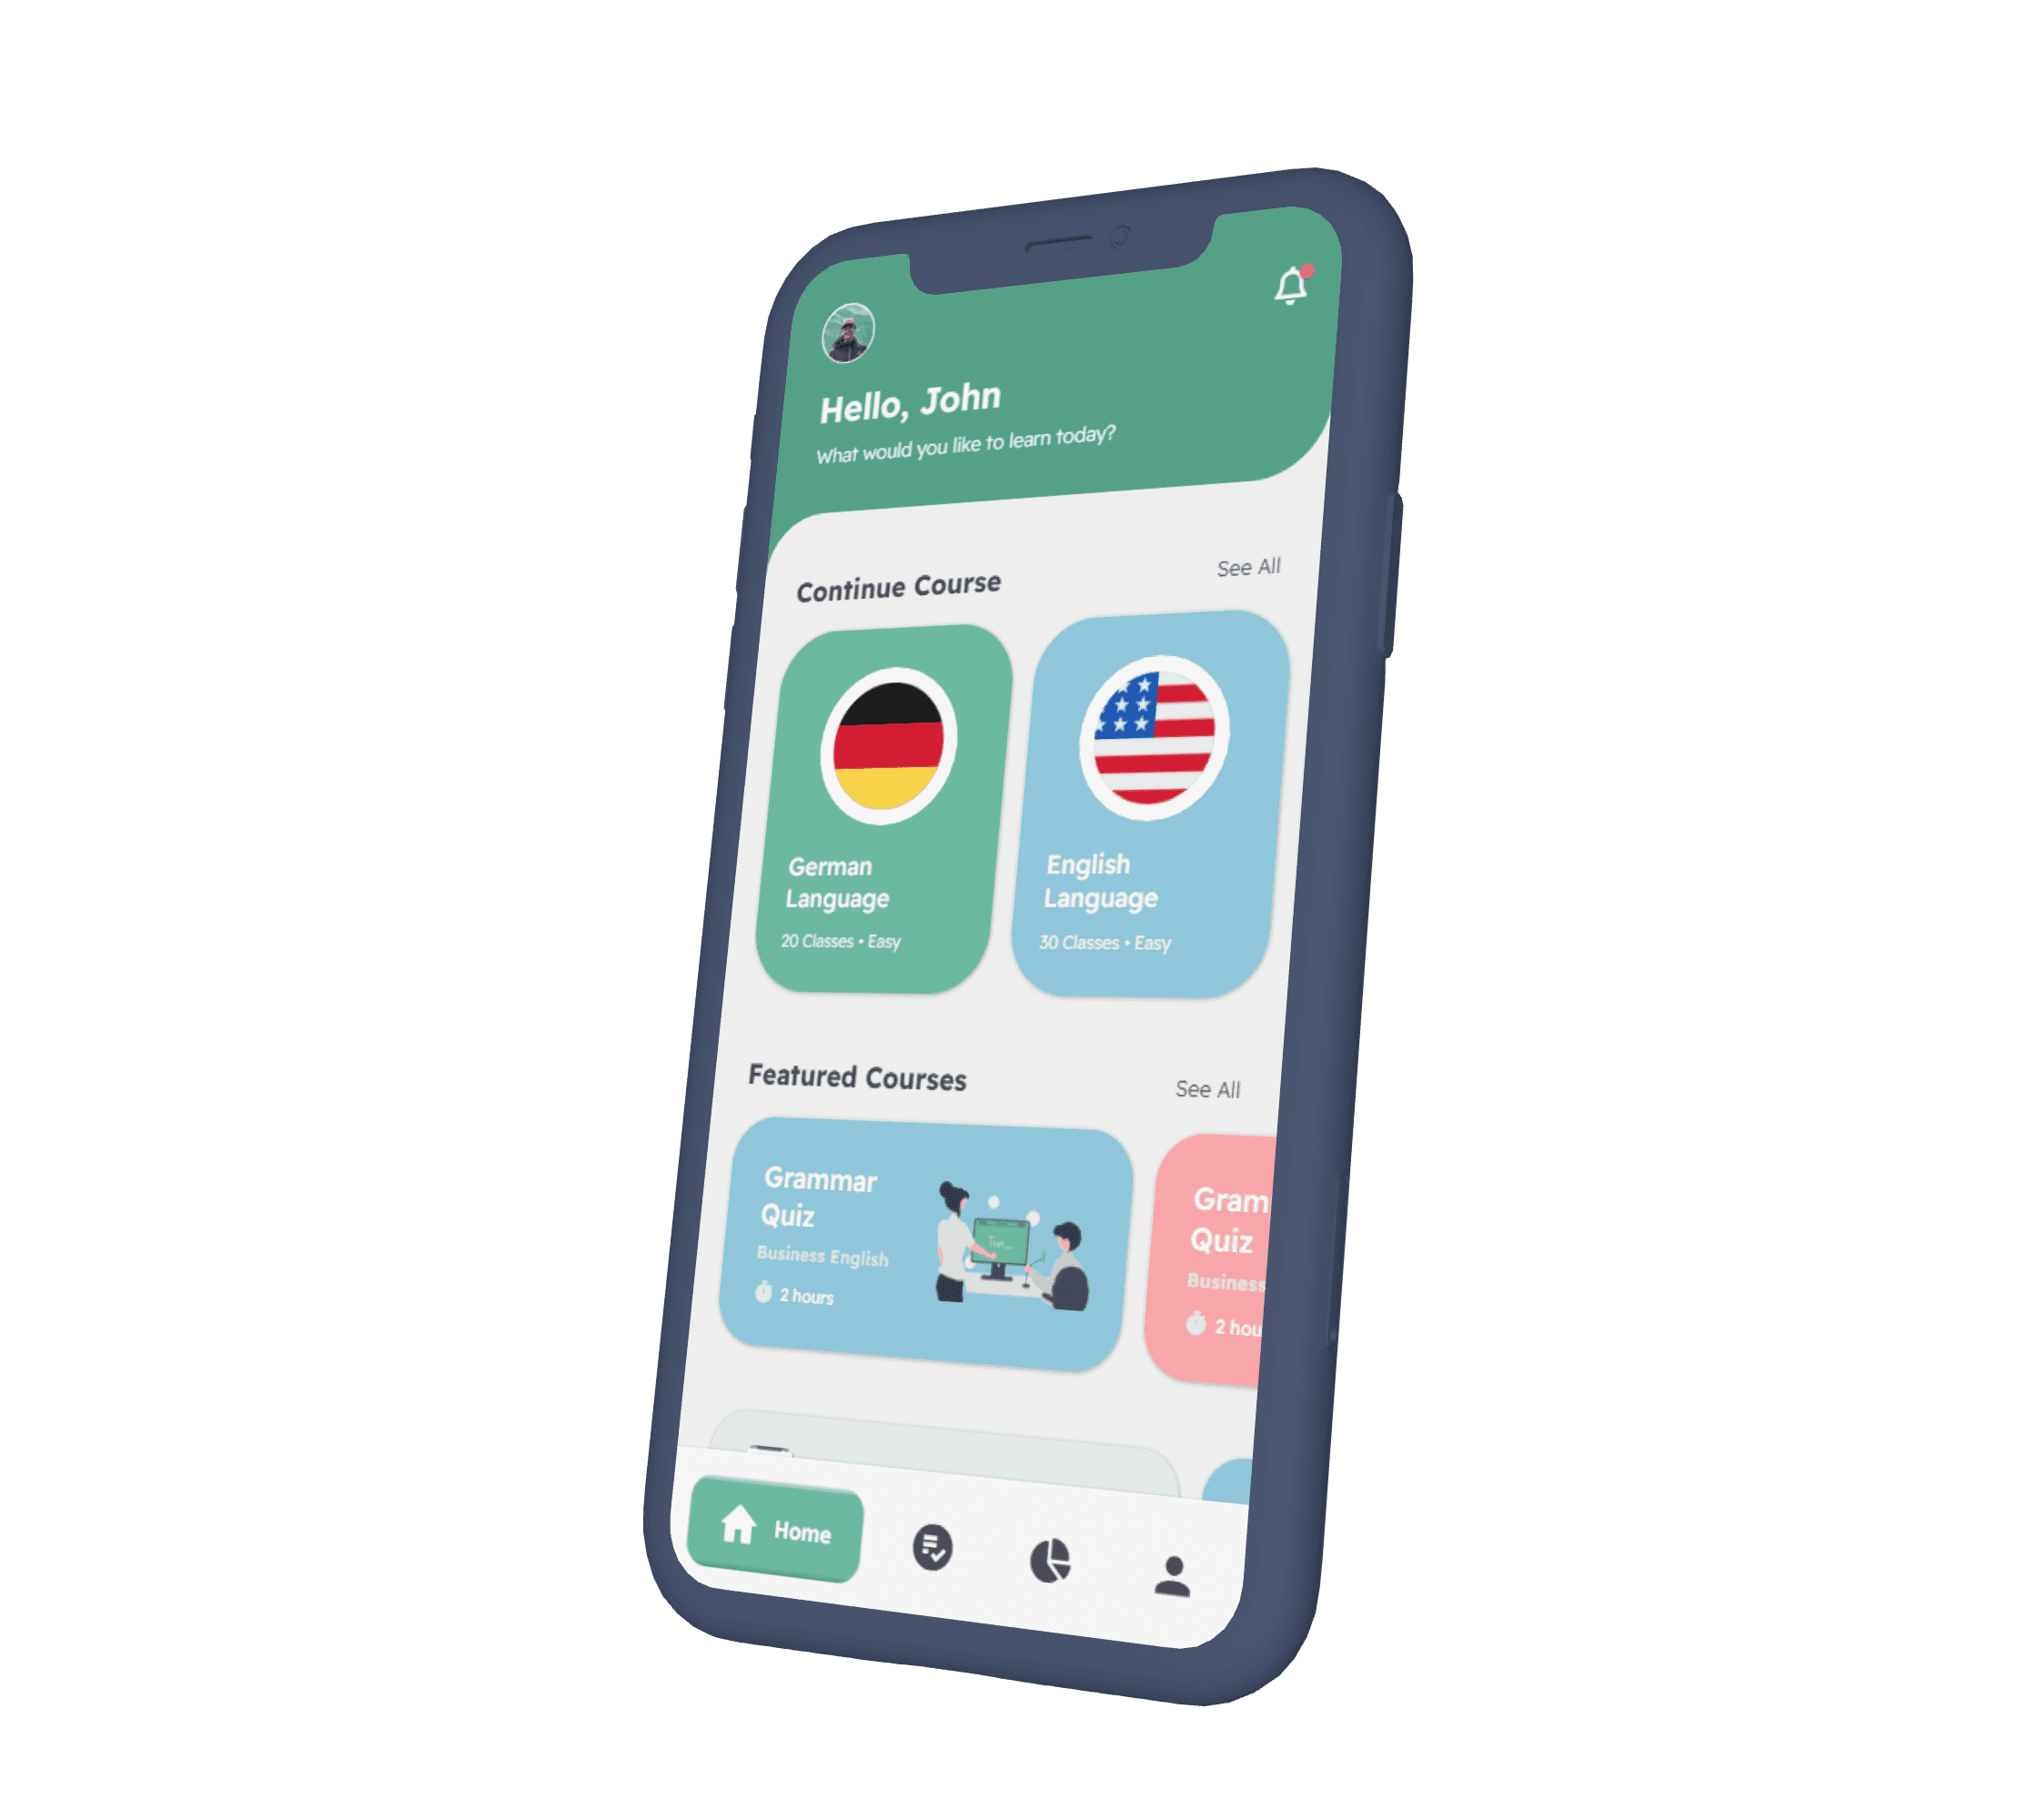 Hello, John
What would you like to learn today?
Continue Course
See All
German
Language
20 Classes • Easy
English
Language
30 Classes • Easy
Featured Courses
See All
Grammar
Quiz
Business English
2 hours
Gram
Quiz
Business
2 hou
Home